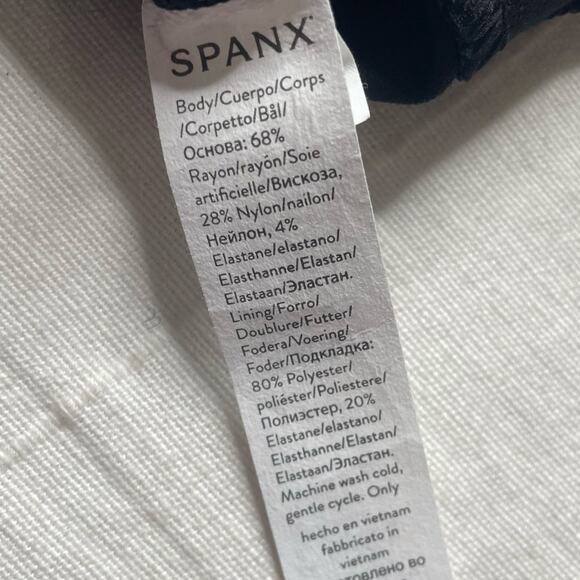 SPANX
Body/Cuerpo/Corps
/Corpetto/Bål/
Основа: 68%
Rayon/rayón/Soie
artificielle/Вискоза,
28% Nylon/nailon/
Нейлон, 4%
Elastane/elastano/
Elasthanne/Elastan/
Elastaan/Эластан.
Lining/Forro/
Doublure/Futter/
Fodera/Voering/
Foder/Подкладка:
80% Polyester/
poliéster/Poliestere/
Полиэстер, 20%
Elastane/elastano/
Elasthanne/Elastan/
Elastaan/Эластан.
Machine wash cold,
gentle cycle. Only
hecho en vietnam
fabbricato in
vietnam
во